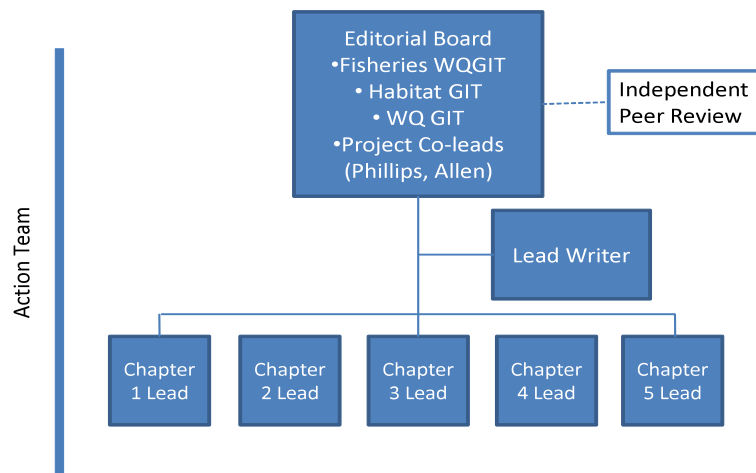 Editorial Board
•Fisheries WQGIT
• Habitat GIT
• WQ GIT
•Project Co-leads
(Phillips, Allen)
Independent
Peer Review
Lead Writer
Action Team
Chapter
1 Lead
Chapter
2 Lead
Chapter
3 Lead
Chapter
4 Lead
Chapter
5 Lead